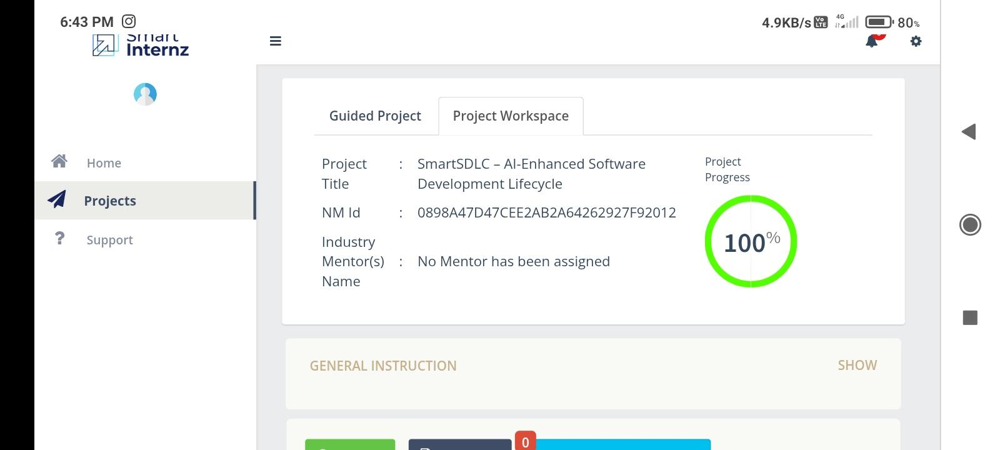 6:43 PM
4.9KB/s Vo LTE 4G 80%
Smart
Internz
Guided Project
Project Workspace
Home
Projects
Support
Project Title : SmartSDLC – AI-Enhanced Software
Development Lifecycle
NM Id : 0898A47D47CEE2AB2A64262927F92012
Industry
Mentor(s) : No Mentor has been assigned
Name
Project
Progress
100%
GENERAL INSTRUCTION
SHOW
0